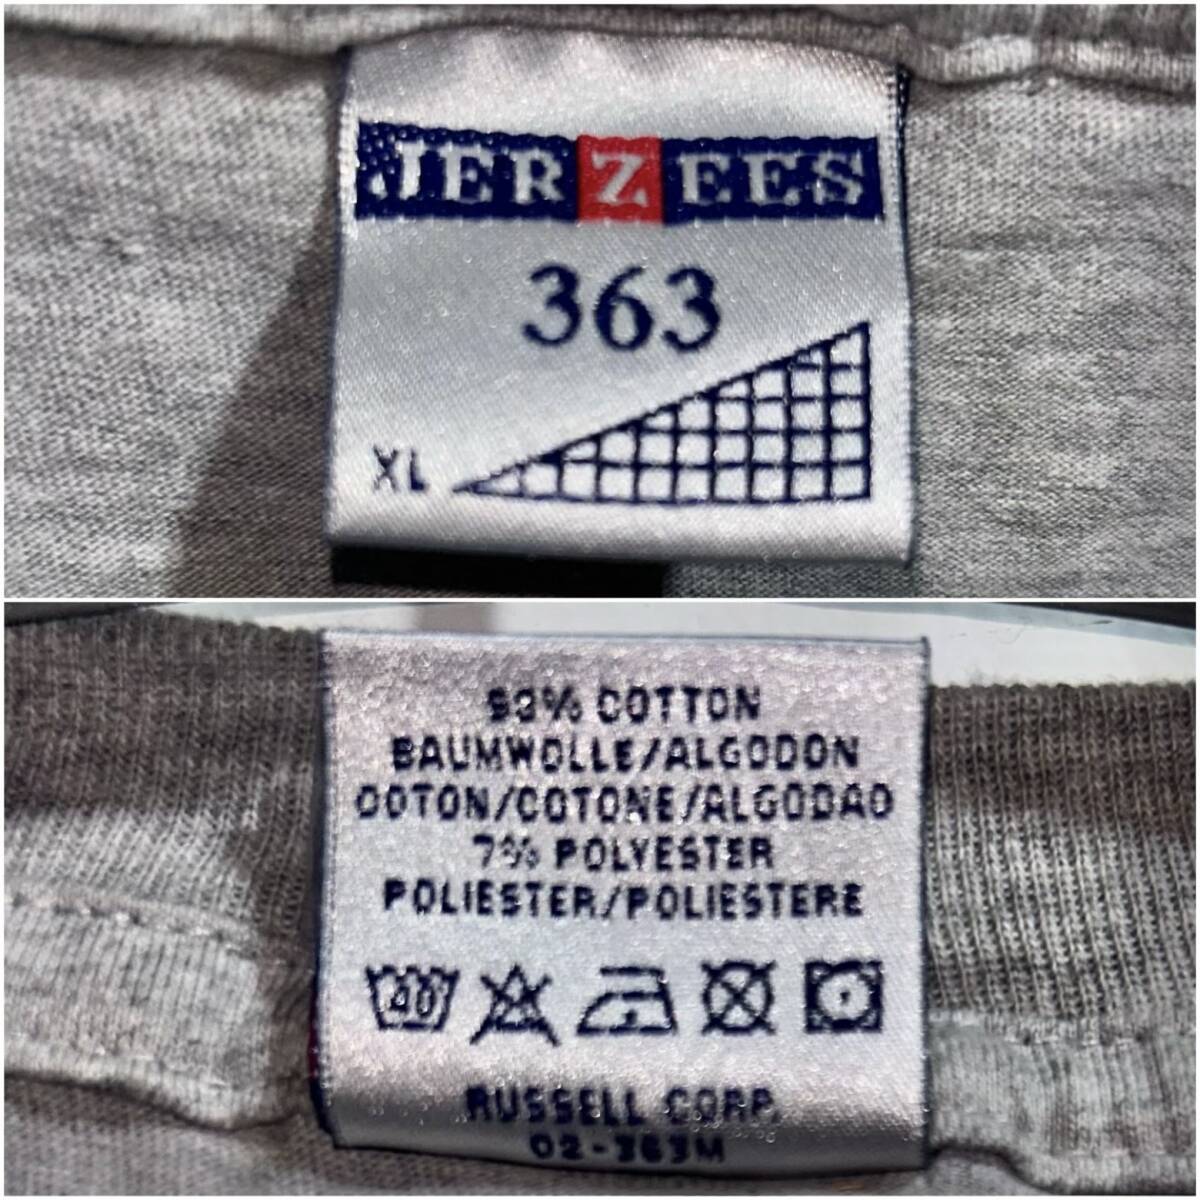 JERZEES
363
XL
93% COTTON
BAUMWOLLE/ALGODON
COTON/COTONE/ALGODAO
7% POLYESTER
POLIESTER/POLIESTERE
40
RUSSELL CORP.
02-363M